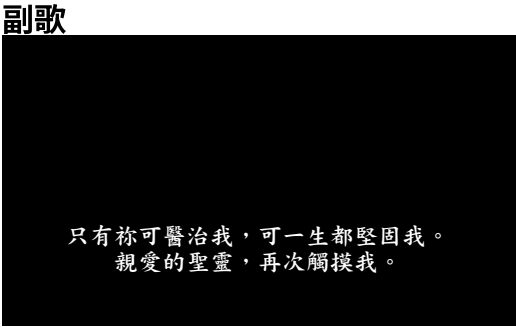 副歌
只有祢可醫治我，可一生都堅固我。
親愛的聖靈，再次觸摸我。